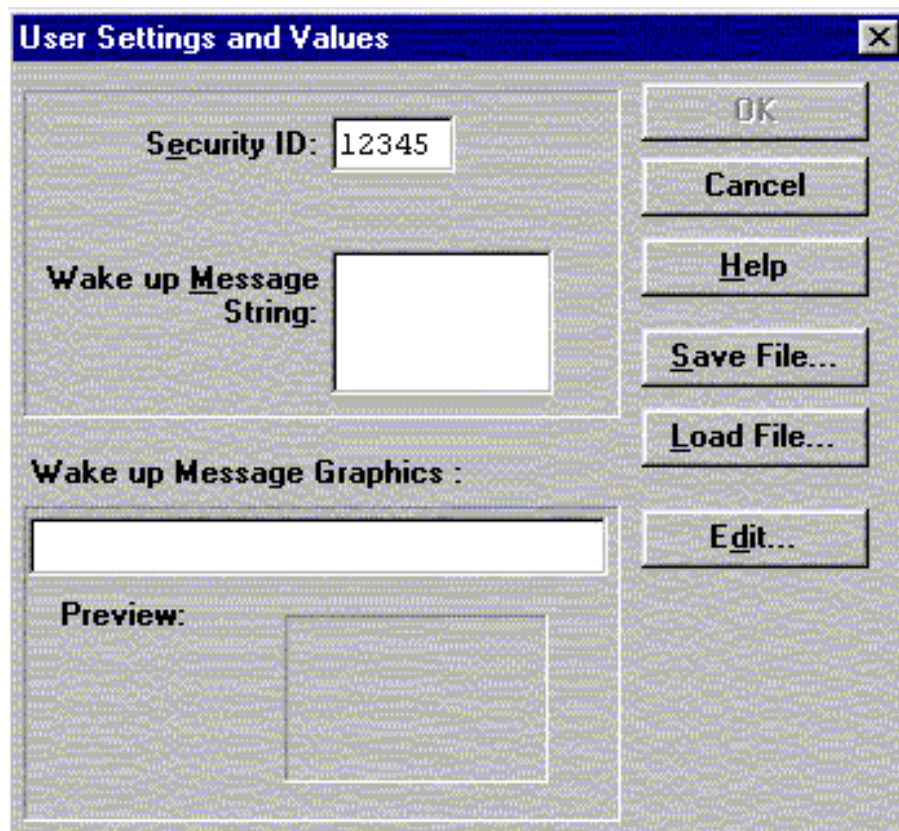 User Settings and Values
Security ID: 12345
OK
Cancel
Wake up Message
String:
Help
Save File...
Load File...
Wake up Message Graphics :
Edit...
Preview: